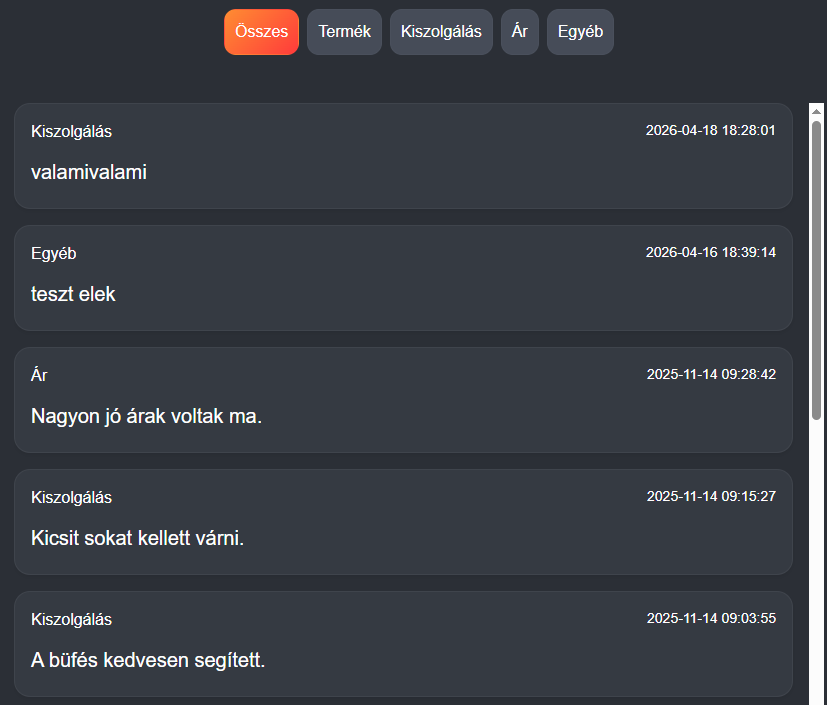 Összes Termék Kiszolgálás Ár Egyéb
Kiszolgálás 2026-04-18 18:28:01
valamivalami
Egyéb 2026-04-16 18:39:14
teszt elek
Ár 2025-11-14 09:28:42
Nagyon jó árak voltak ma.
Kiszolgálás 2025-11-14 09:15:27
Kicsit sokat kellett várni.
Kiszolgálás 2025-11-14 09:03:55
A büfés kedvesen segített.